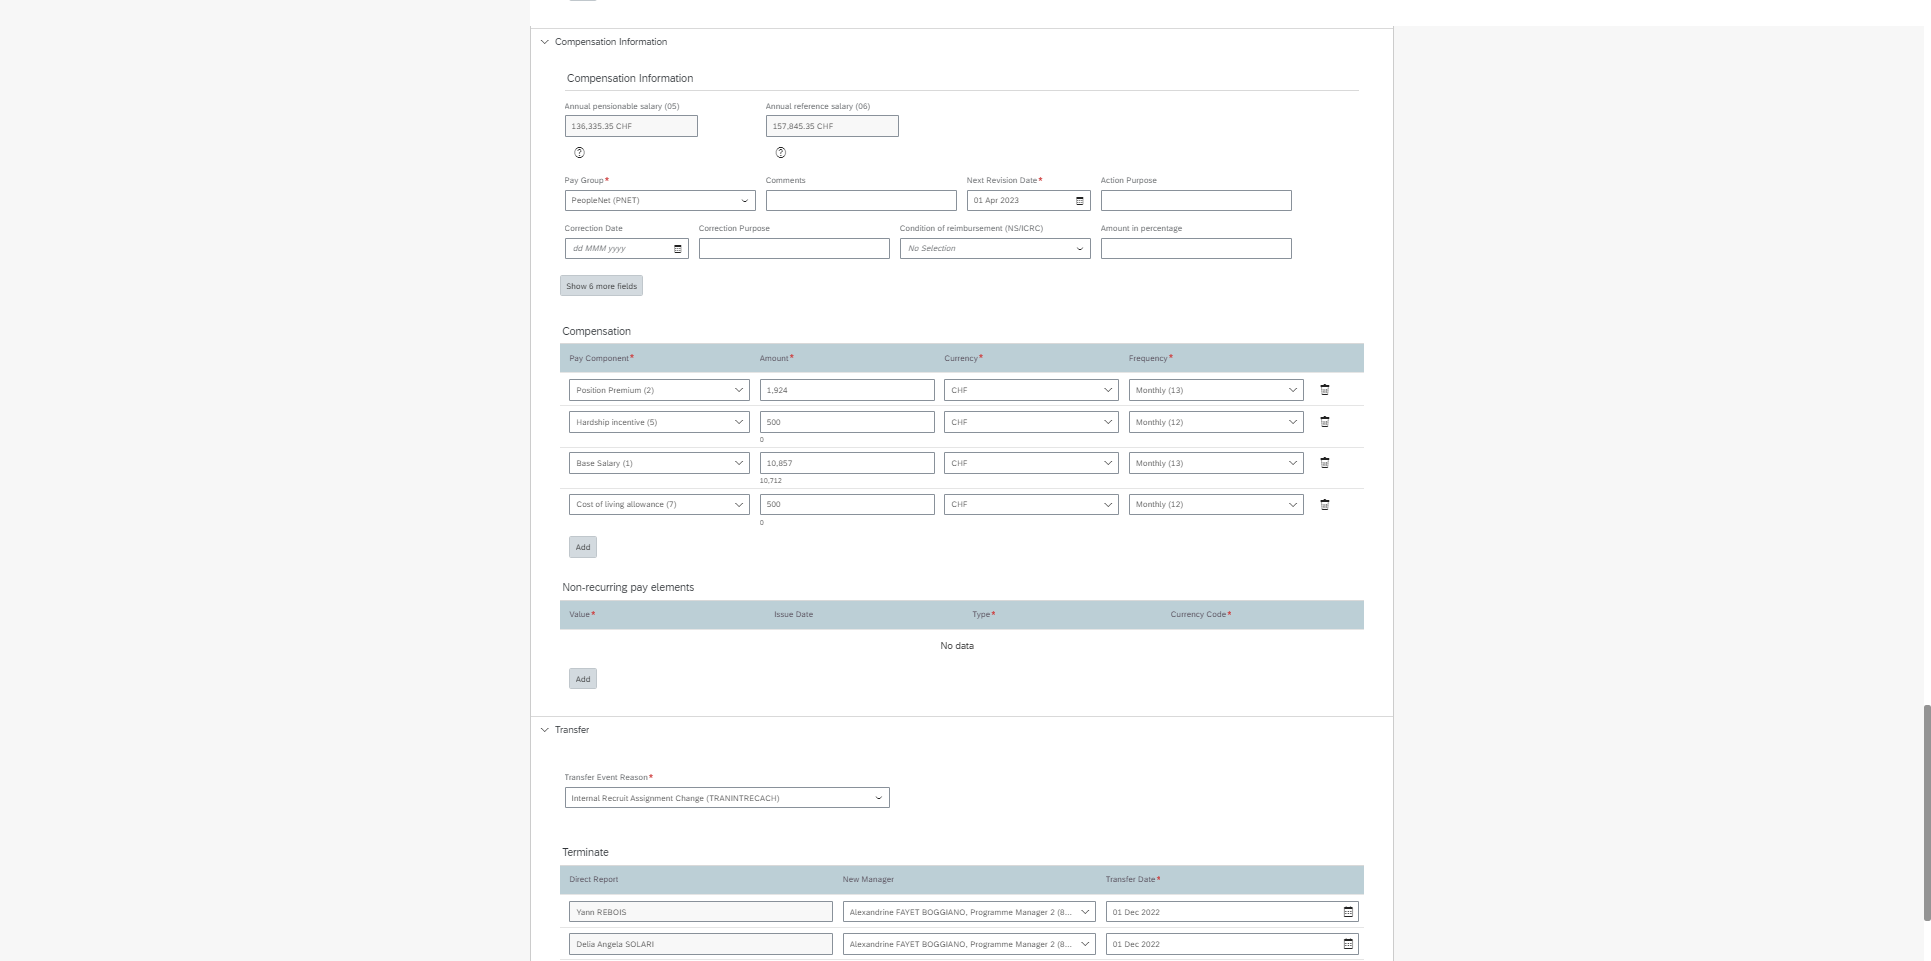 Compensation Information
Compensation Information
Annual pensionable salary (05) Annual reference salary (06)
136,335.35 CHF 157,845.35 CHF
Pay Group* Comments Next Revision Date* Action Purpose
PeopleNet (PNET) 01 Apr 2023
Correction Date Correction Purpose Condition of reimbursement (NS/ICRC) Amount in percentage
dd MMM yyyy No Selection
Show 6 more fields
Compensation
Pay Component* Amount* Currency* Frequency*
Position Premium (2) 1,924 CHF Monthly (13)
Hardship incentive (5) 500 CHF Monthly (12)
0
Base Salary (1) 10,857 CHF Monthly (13)
10,712
Cost of living allowance (7) 500 CHF Monthly (12)
0
Add
Non-recurring pay elements
Value* Issue Date Type* Currency Code*
No data
Add
Transfer
Transfer Event Reason*
Internal Recruit Assignment Change (TRANINTRECACH)
Terminate
Direct Report New Manager Transfer Date*
Yann REBOIS Alexandrine FAYET BOGGIANO, Programme Manager 2 (8... 01 Dec 2022
Delia Angela SOLARI Alexandrine FAYET BOGGIANO, Programme Manager 2 (8... 01 Dec 2022